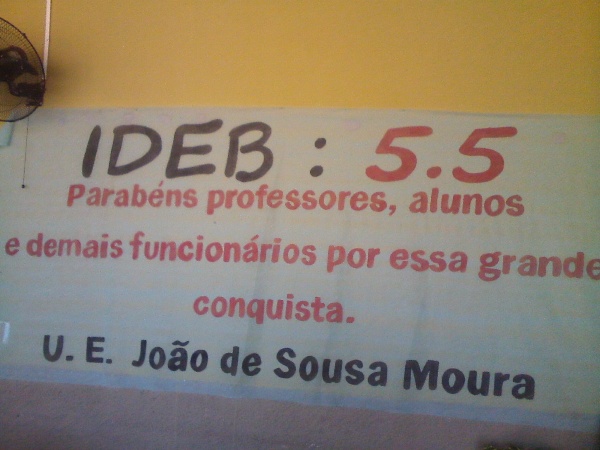 IDEB : 5.5
Parabéns professores, alunos
e demais funcionários por essa grande
conquista.
U. E. João de Sousa Moura